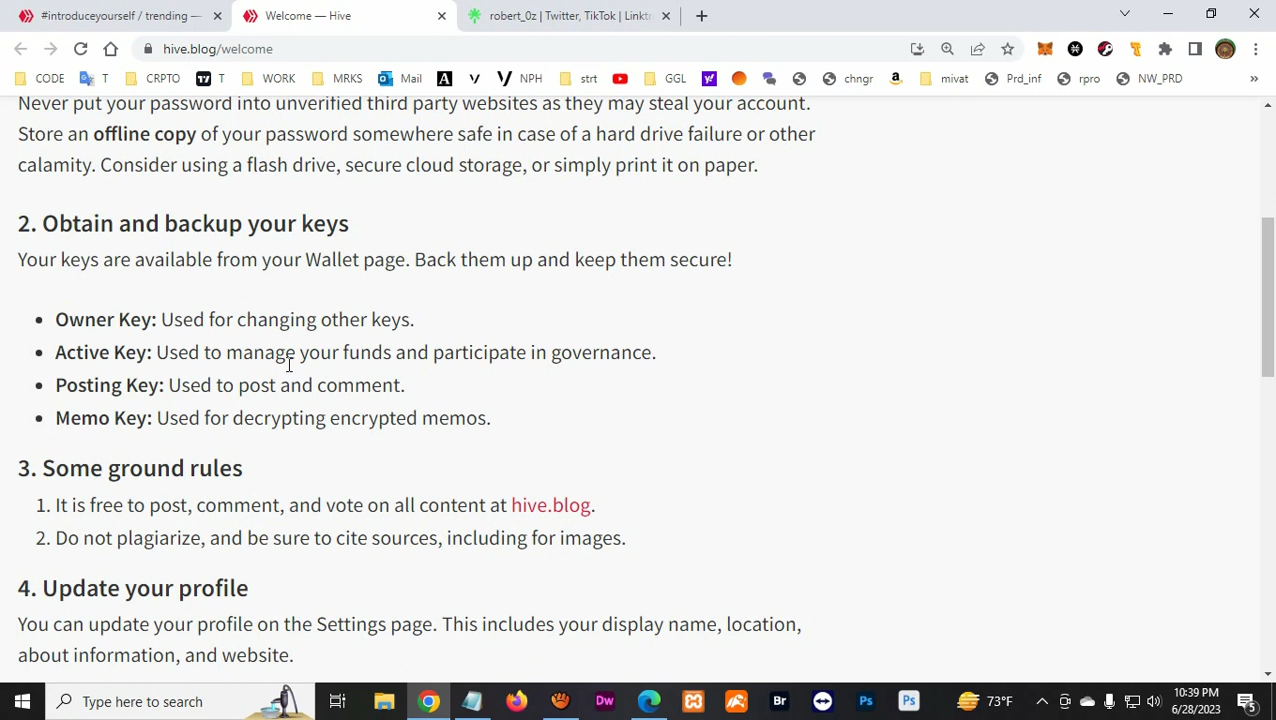 #introduceyourself / trending —
Welcome — Hive
robert_0z | Twitter, TikTok | Linktr
hive.blog/welcome
CODE
T
CRPTO
T
WORK
MRKS
Mail
NPH
strt
GGL
chngr
mivat
Prd_inf
rpro
NW_PRD
Never put your password into unverified third party websites as they may steal your account.
Store an offline copy of your password somewhere safe in case of a hard drive failure or other
calamity. Consider using a flash drive, secure cloud storage, or simply print it on paper.
2. Obtain and backup your keys
Your keys are available from your Wallet page. Back them up and keep them secure!
• Owner Key: Used for changing other keys.
• Active Key: Used to manage your funds and participate in governance.
• Posting Key: Used to post and comment.
• Memo Key: Used for decrypting encrypted memos.
3. Some ground rules
1. It is free to post, comment, and vote on all content at hive.blog.
2. Do not plagiarize, and be sure to cite sources, including for images.
4. Update your profile
You can update your profile on the Settings page. This includes your display name, location,
about information, and website.
Type here to search
Dw
Br
Ps
Ps
73°F
10:39 PM
6/28/2023
5